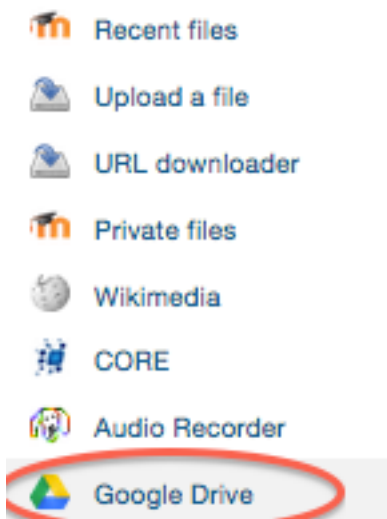 Recent files
Upload a file
URL downloader
Private files
Wikimedia
CORE
Audio Recorder
Google Drive